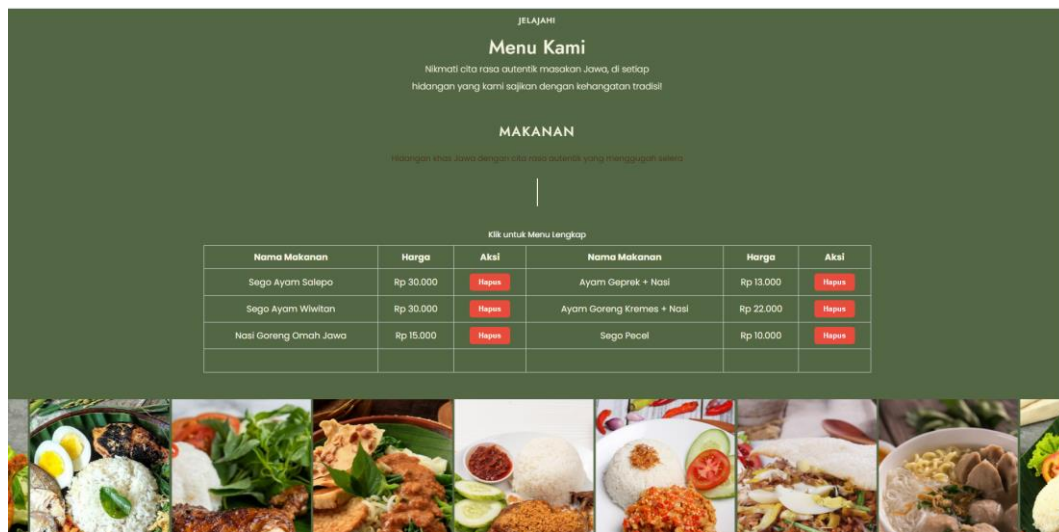 JELAJAHI
Menu Kami
Nikmati cita rasa autentik masakan Jawa, di setiap
hidangan yang kami sajikan dengan kehangatan tradisi!
MAKANAN
Hidangan khas Jawa dengan cita rasa autentik yang menggugah selera
Klik untuk Menu Lengkap
Nama Makanan Harga Aksi Nama Makanan Harga Aksi
Sego Ayam Salepo Rp 30.000 Hapus Ayam Geprek + Nasi Rp 13.000 Hapus
Sego Ayam Wiwitan Rp 30.000 Hapus Ayam Goreng Kremes + Nasi Rp 22.000 Hapus
Nasi Goreng Omah Jawa Rp 15.000 Hapus Sego Pecel Rp 10.000 Hapus